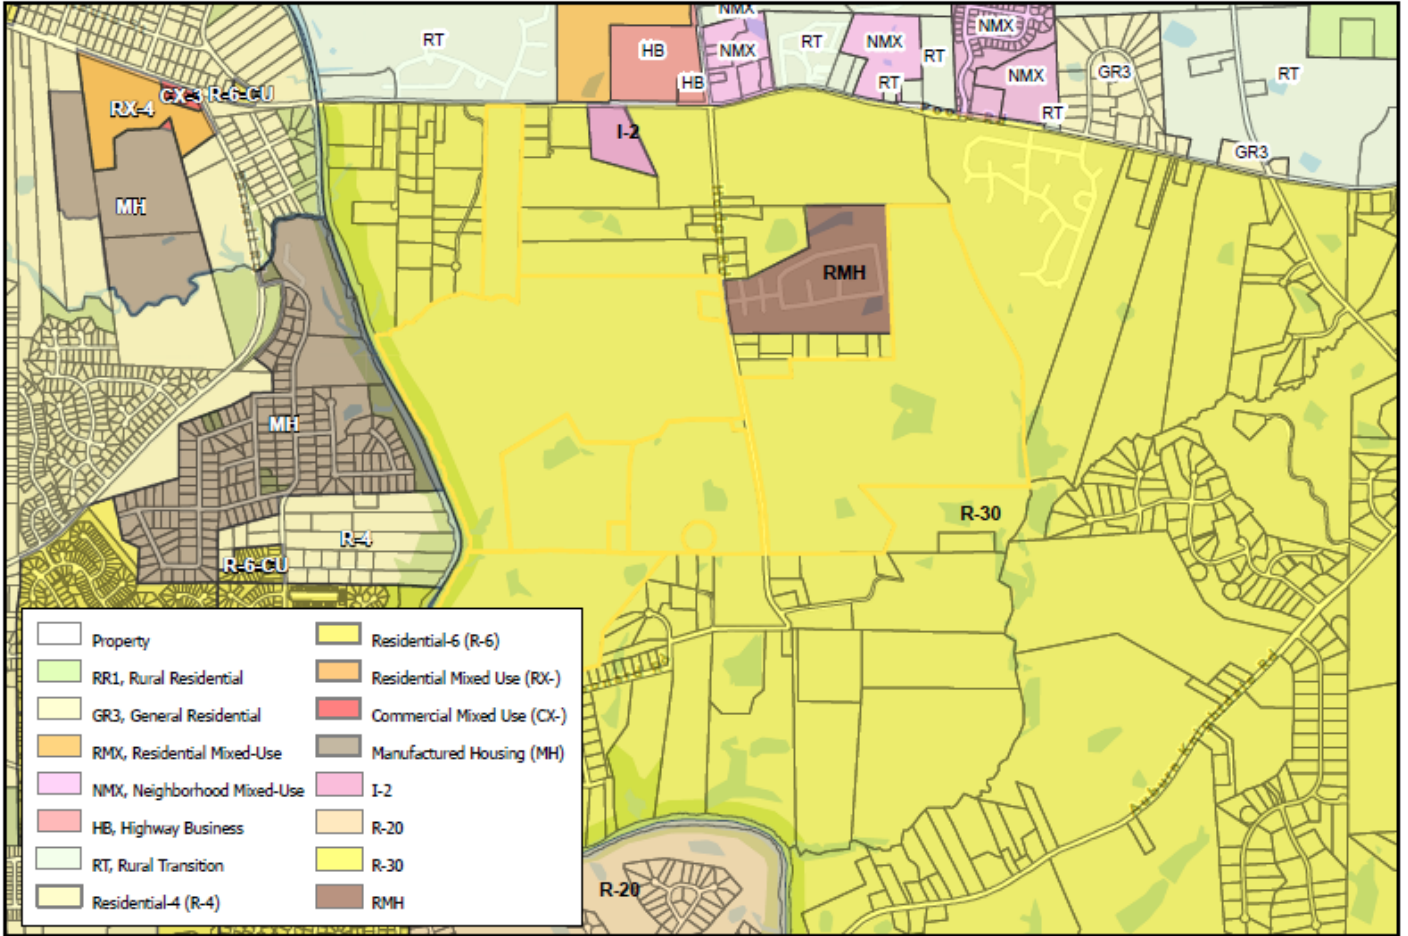 NMX
RT
HB
NMX
RT
NMX
RT
NMX
NMX
GR3
RT
HB
RT
RT
GR3
CX-3
R-6-CU
RX-4
I-2
MH
RMH
MH
R-4
R-30
R-6-CU
R-20
Auburn Knightdale Rd
Property
RR1, Rural Residential
GR3, General Residential
RMX, Residential Mixed-Use
NMX, Neighborhood Mixed-Use
HB, Highway Business
RT, Rural Transition
Residential-4 (R-4)
Residential-6 (R-6)
Residential Mixed Use (RX-)
Commercial Mixed Use (CX-)
Manufactured Housing (MH)
I-2
R-20
R-30
RMH